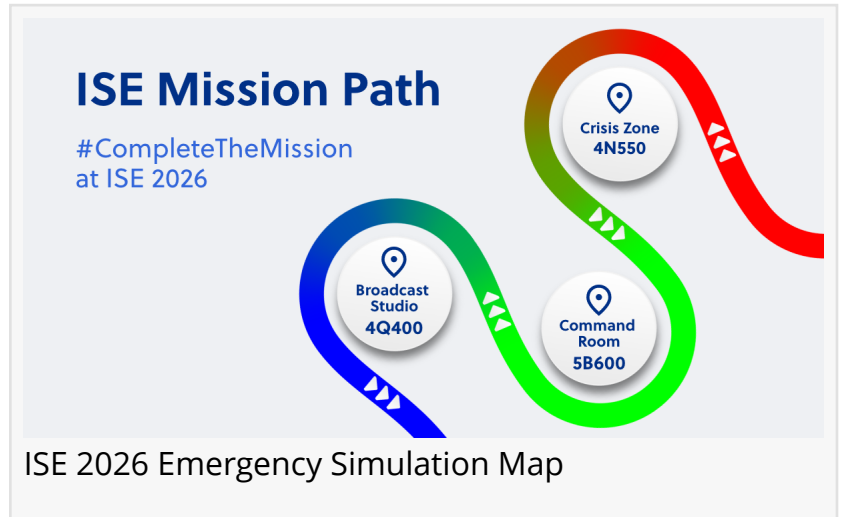 ISE Mission Path
#CompleteTheMission
at ISE 2026
Crisis Zone
4N550
Broadcast
Studio
4Q400
Command
Room
5B600
ISE 2026 Emergency Simulation Map